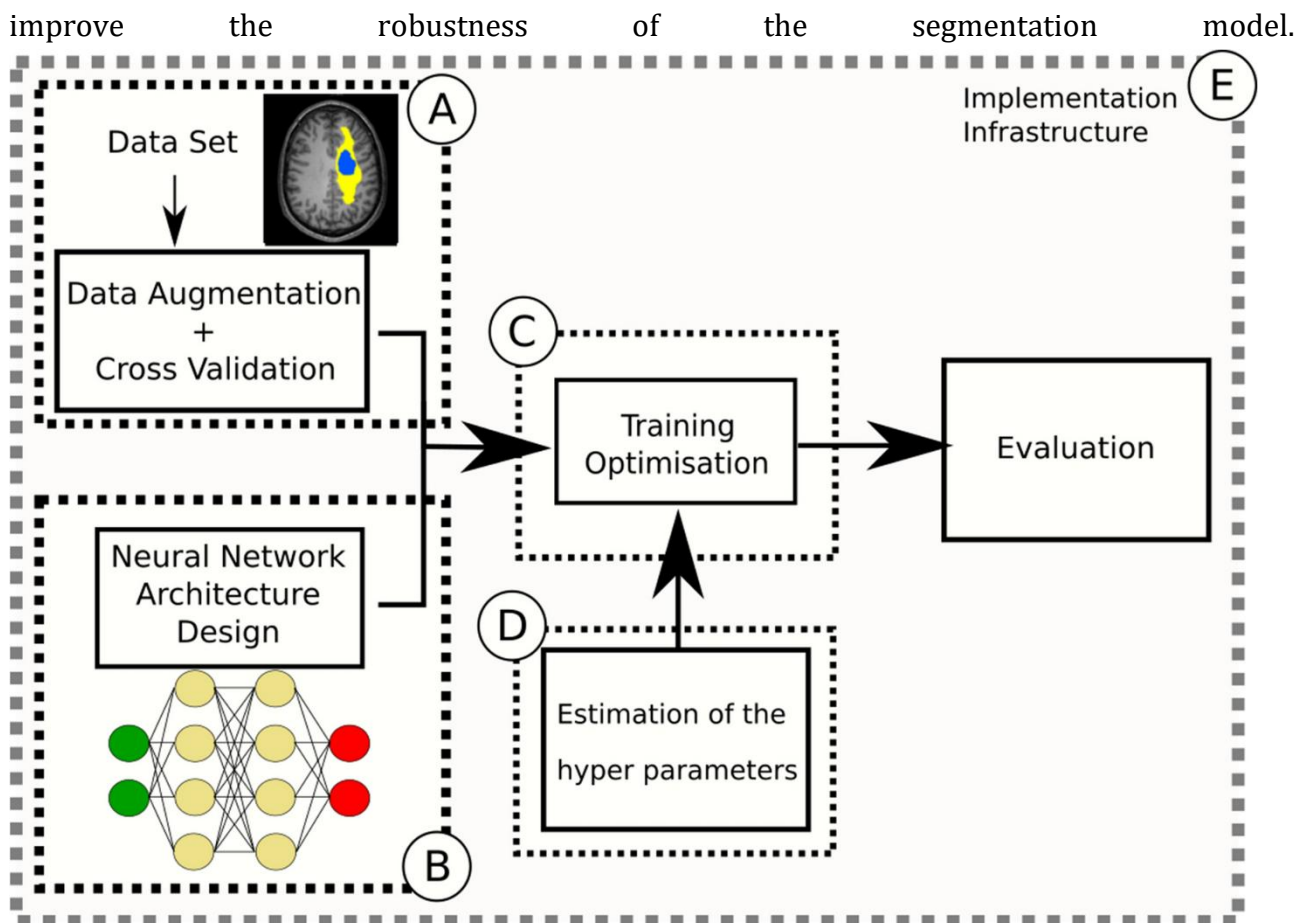 improve the robustness of the segmentation model.
A
E
Implementation
Infrastructure
Data Set
Data Augmentation
+
Cross Validation
C
Training
Optimisation
Evaluation
Neural Network
Architecture
Design
D
Estimation of the
hyper parameters
B